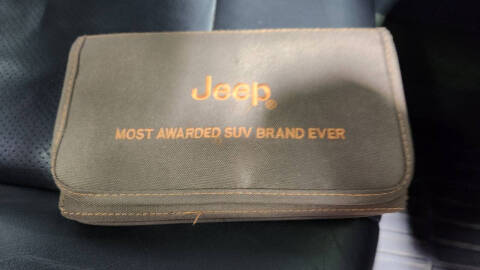 Jeep®
MOST AWARDED SUV BRAND EVER